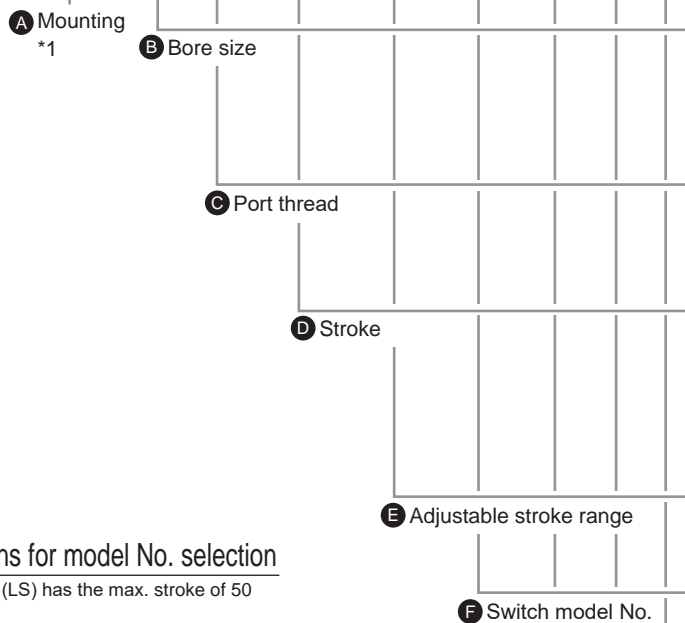 A Mounting
*1
B Bore size
C Port thread
D Stroke
E Adjustable stroke range
ns for model No. selection
(LS) has the max. stroke of 50
F Switch model No.